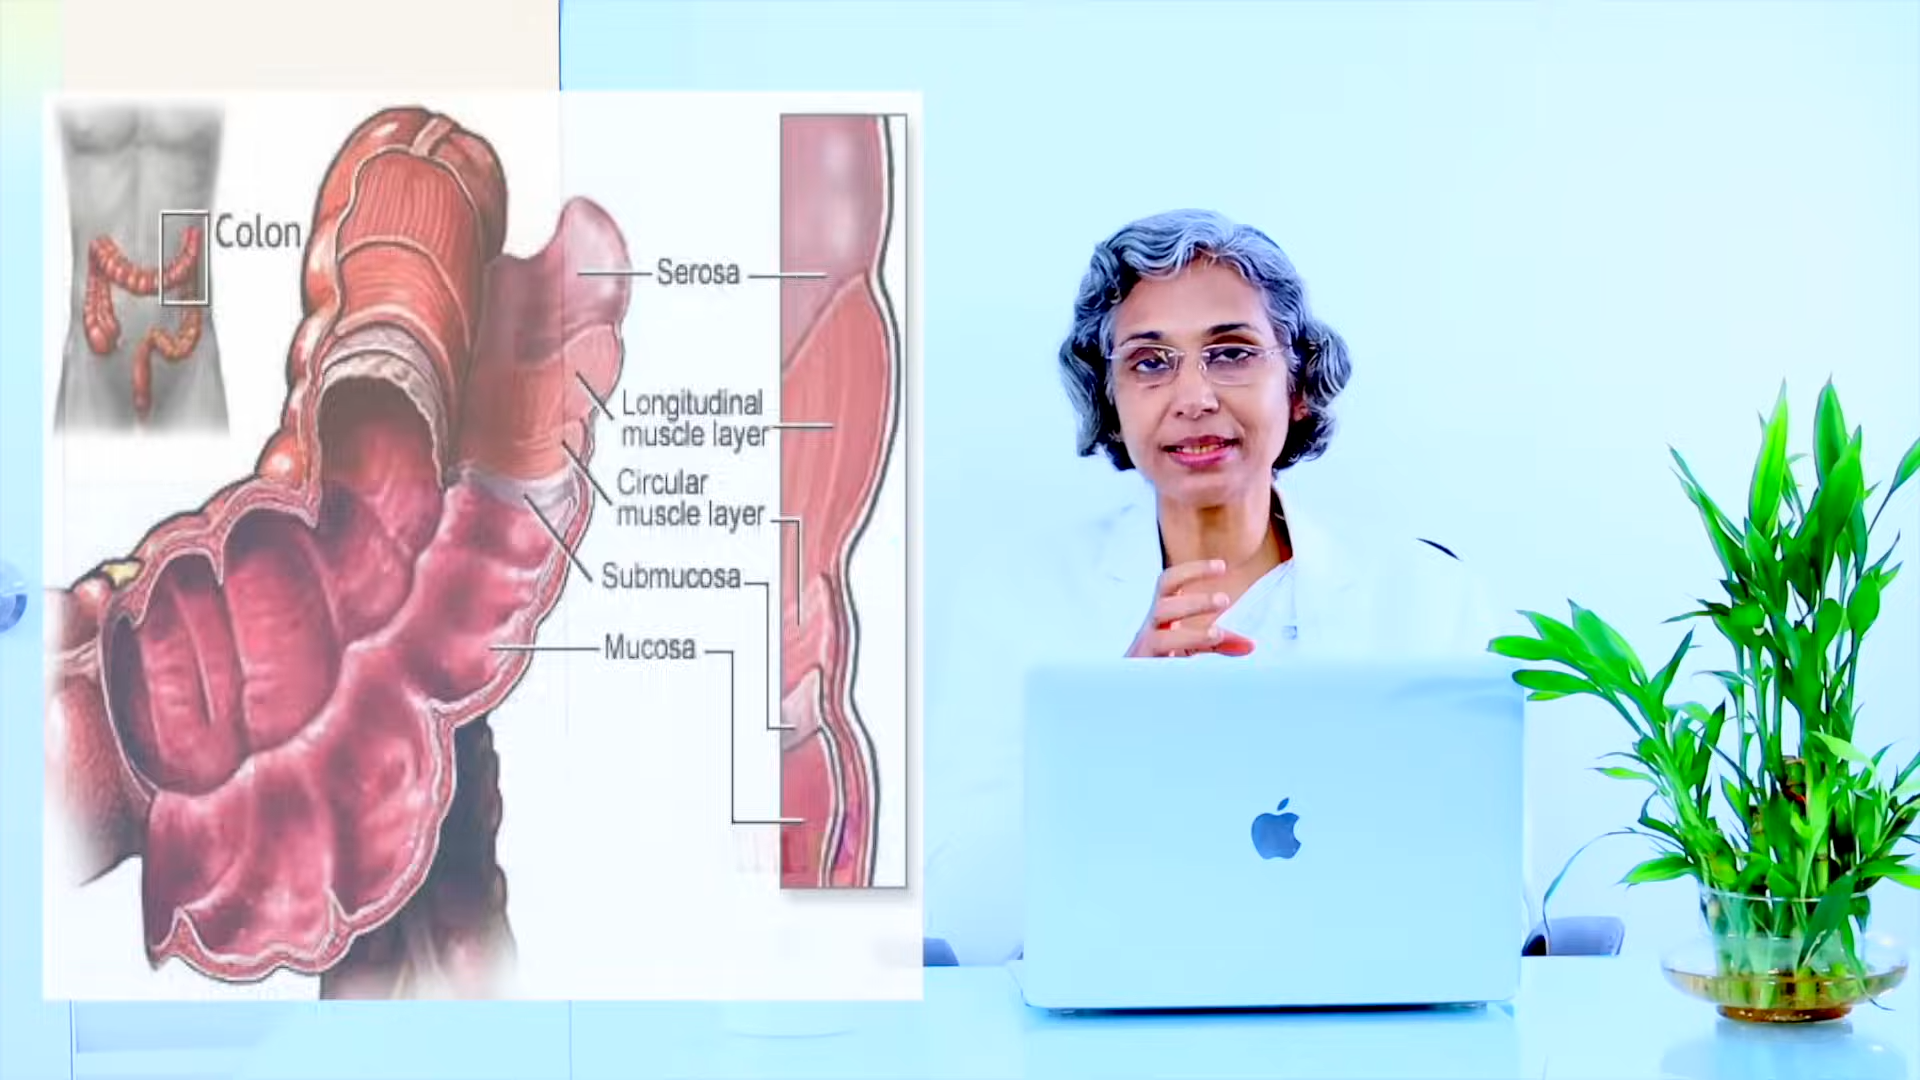 Colon
Serosa
Longitudinal
muscle layer
Circular
muscle layer
Submucosa
Mucosa